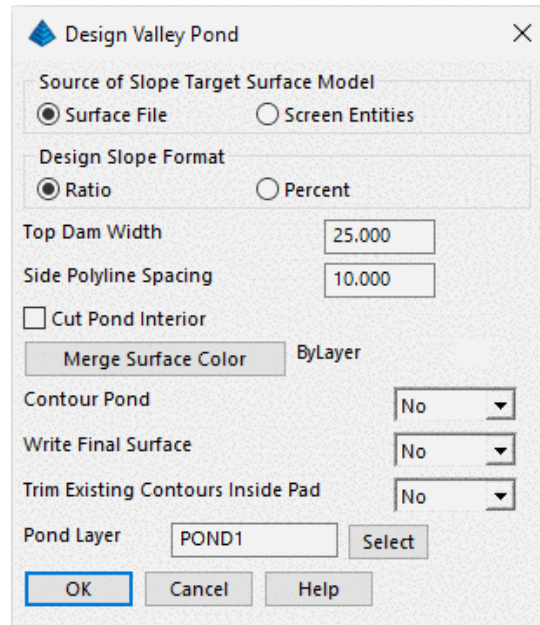 Design Valley Pond
Source of Slope Target Surface Model
Surface File Screen Entities
Design Slope Format
Ratio Percent
Top Dam Width 25.000
Side Polyline Spacing 10.000
Cut Pond Interior
Merge Surface Color ByLayer
Contour Pond No
Write Final Surface No
Trim Existing Contours Inside Pad No
Pond Layer POND1 Select
OK Cancel Help